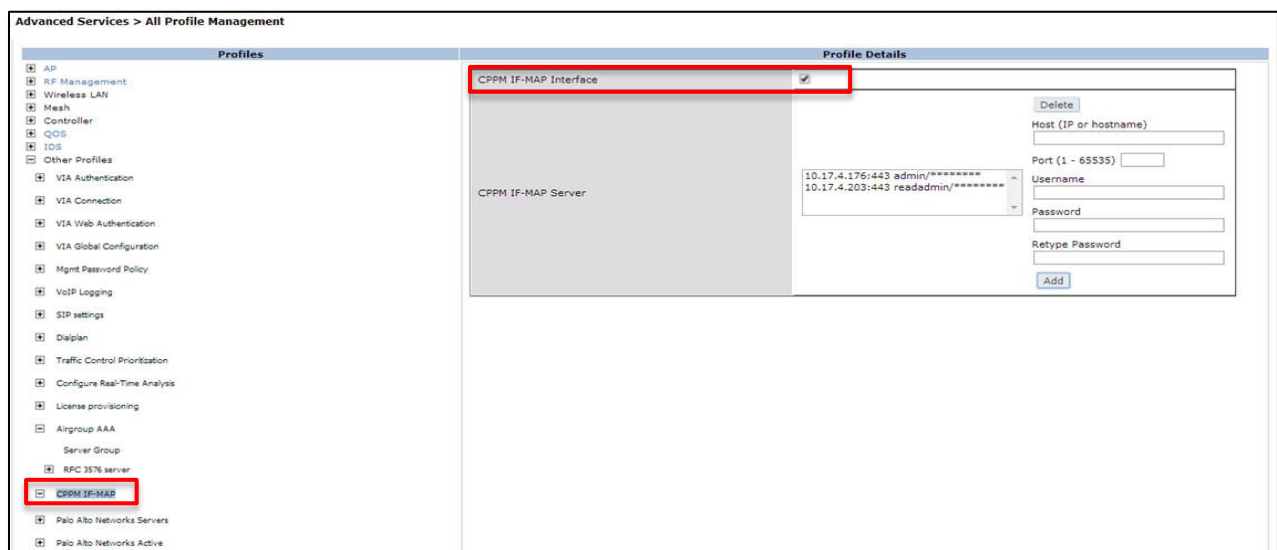 Advanced Services > All Profile Management
Profiles
AP
RF Management
Wireless LAN
Mesh
Controller
QOS
IDS
Other Profiles
VIA Authentication
VIA Connection
VIA Web Authentication
VIA Global Configuration
Mgmt Password Policy
VoIP Logging
SIP settings
Dialplan
Traffic Control Prioritization
Configure Real-Time Analysis
License provisioning
Airgroup AAA
Server Group
RFC 3576 server
CPPM IF-MAP
Palo Alto Networks Servers
Palo Alto Networks Active
Profile Details
CPPM IF-MAP Interface
CPPM IF-MAP Server
10.17.4.176:443 admin/********
10.17.4.203:443 readadmin/********
Delete
Host (IP or hostname)
Port (1 - 65535)
Username
Password
Retype Password
Add